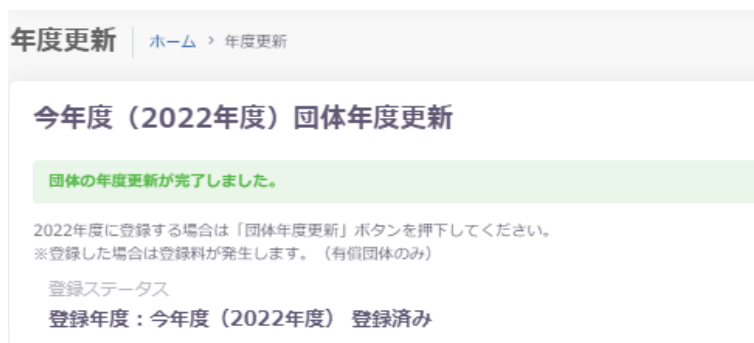 年度更新 ホーム > 年度更新
今年度（2022年度）団体年度更新
団体の年度更新が完了しました。
2022年度に登録する場合は「団体年度更新」ボタンを押下してください。
※登録した場合は登録料が発生します。（有償団体のみ）
登録ステータス
登録年度：今年度（2022年度） 登録済み